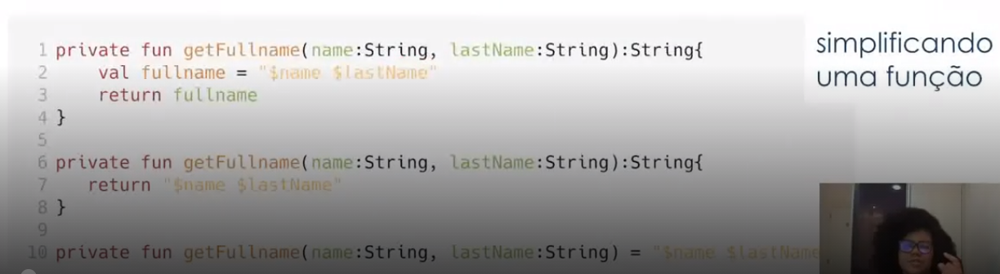 simplificando
uma função
1 private fun getFullname(name:String, lastName:String):String{
2 val fullname = "$name $lastName"
3 return fullname
4 }
5
6 private fun getFullname(name:String, lastName:String):String{
7 return "$name $lastName"
8 }
9
10 private fun getFullname(name:String, lastName:String) = "$name $lastName